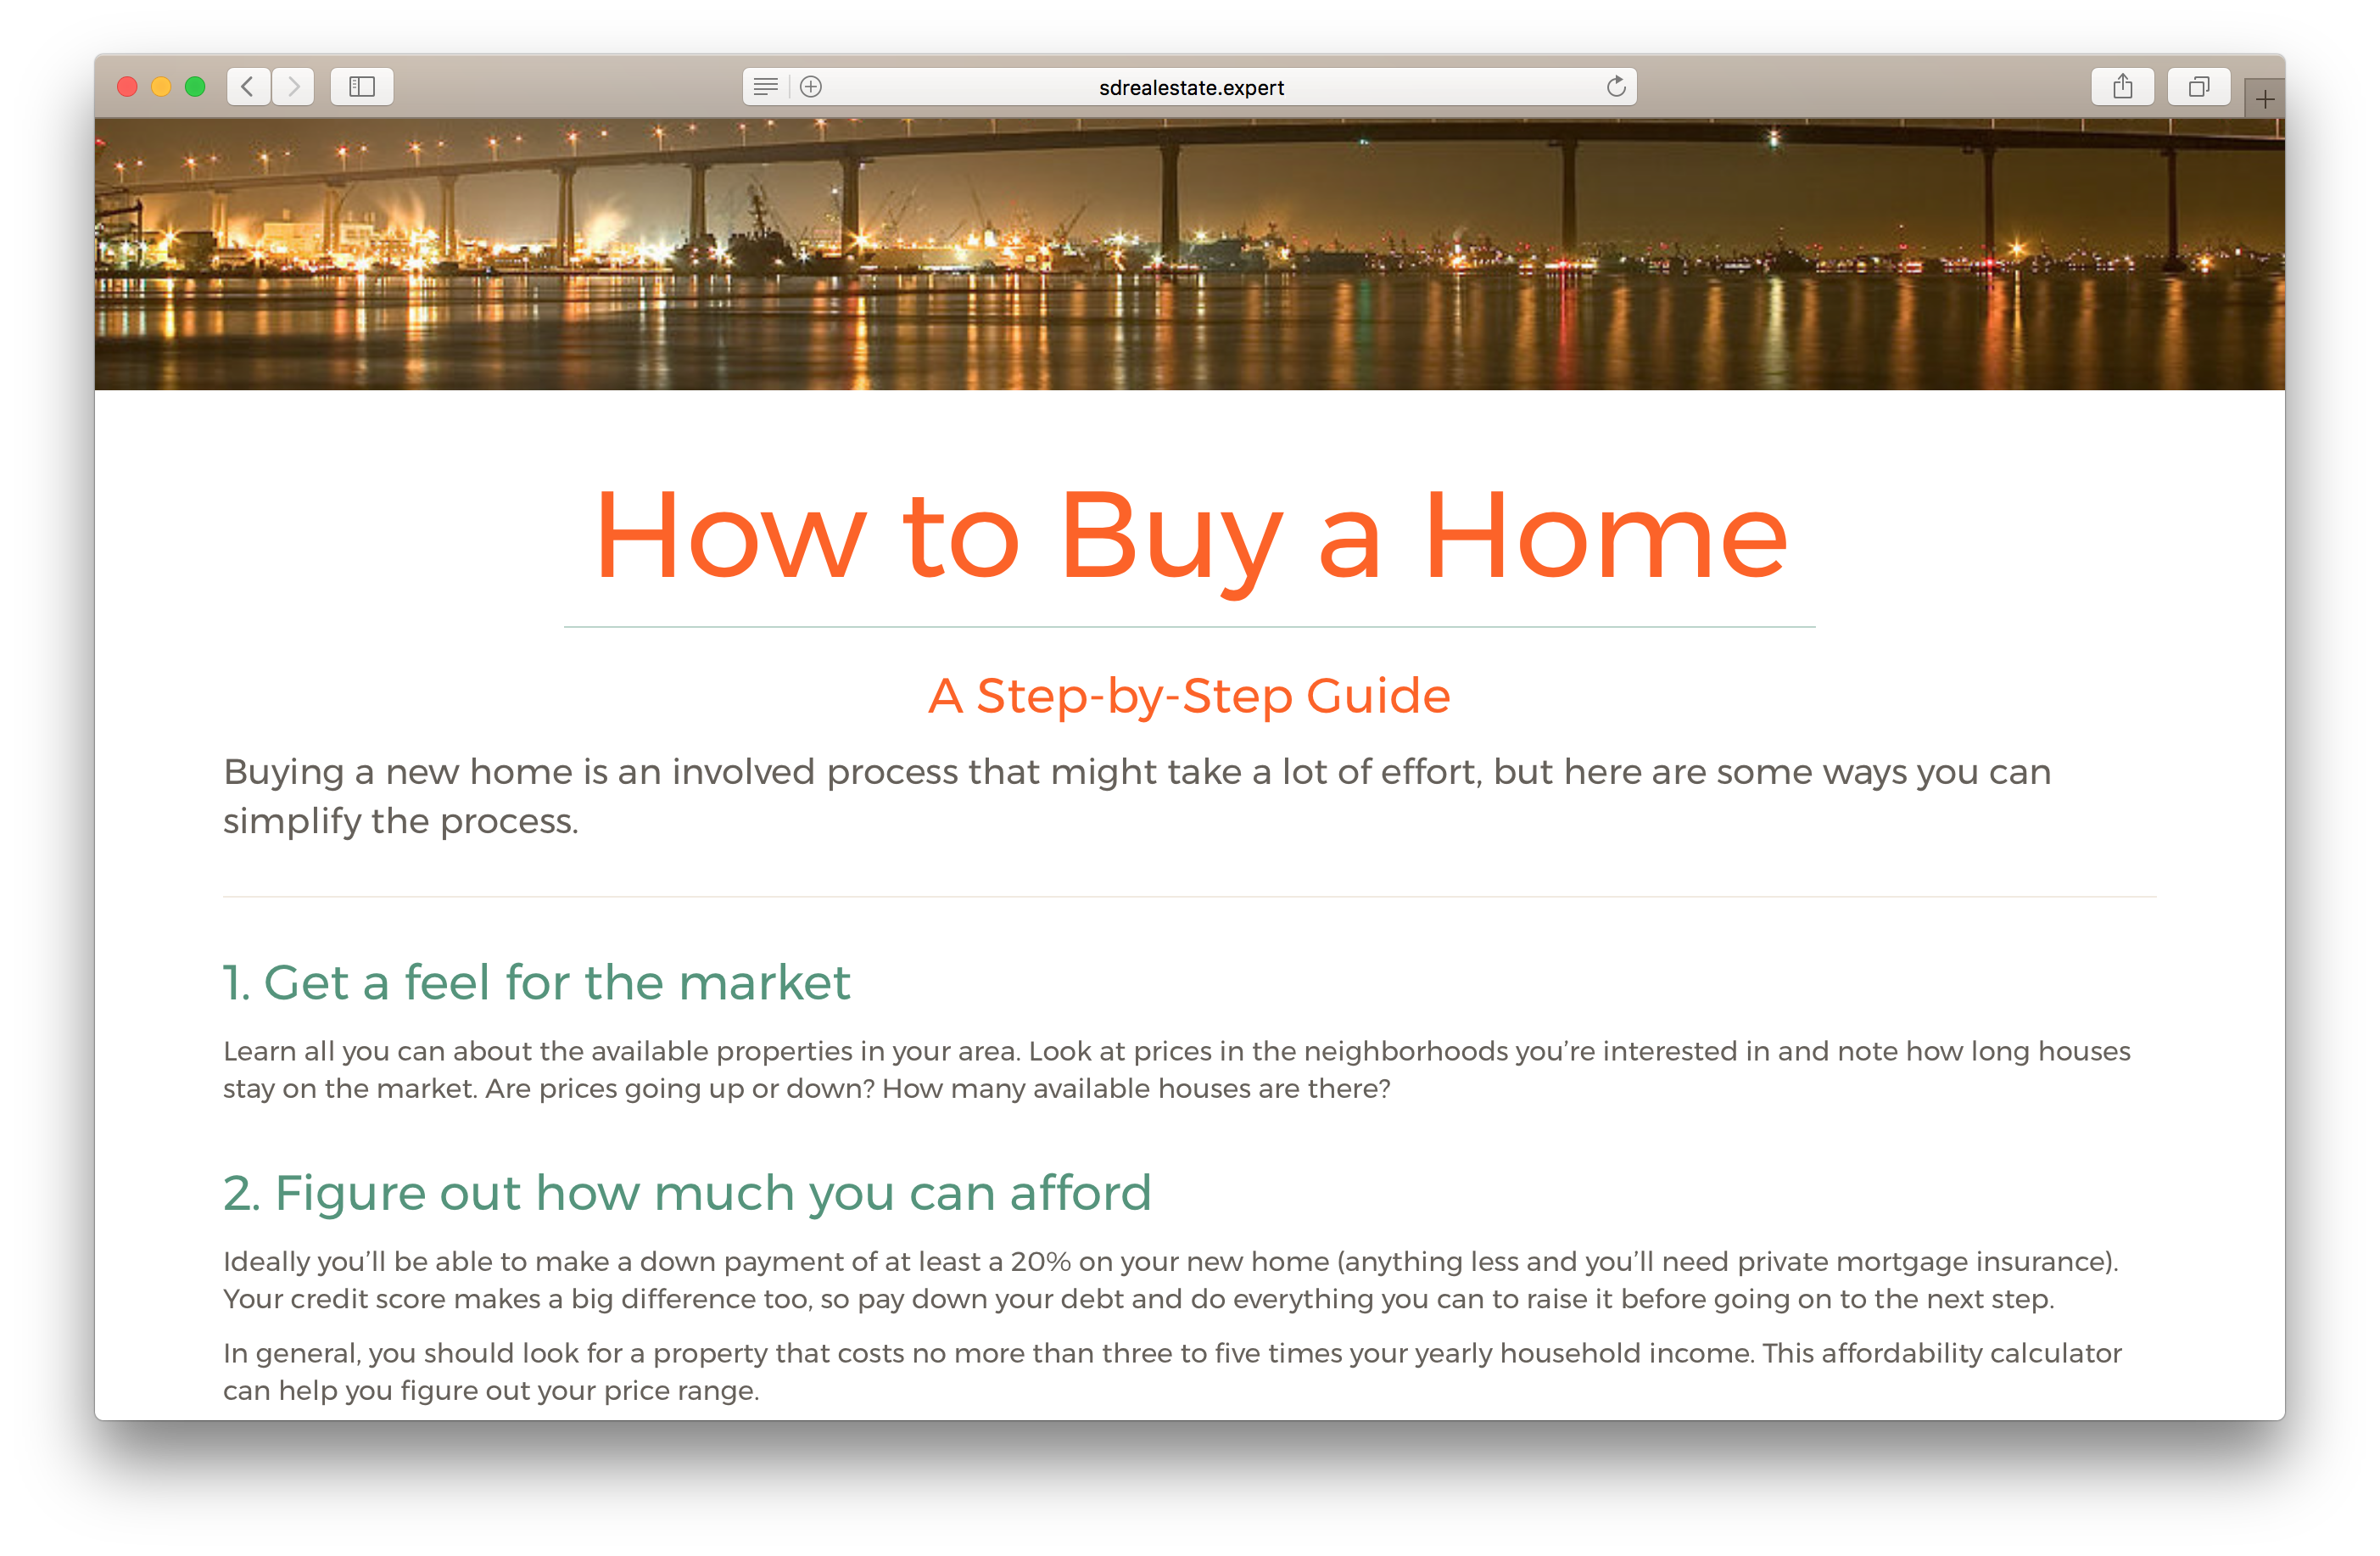 sdrealestate.expert
How to Buy a Home
A Step-by-Step Guide
Buying a new home is an involved process that might take a lot of effort, but here are some ways you can
simplify the process.
1. Get a feel for the market
Learn all you can about the available properties in your area. Look at prices in the neighborhoods you’re interested in and note how long houses
stay on the market. Are prices going up or down? How many available houses are there?
2. Figure out how much you can afford
Ideally you’ll be able to make a down payment of at least a 20% on your new home (anything less and you’ll need private mortgage insurance).
Your credit score makes a big difference too, so pay down your debt and do everything you can to raise it before going on to the next step.
In general, you should look for a property that costs no more than three to five times your yearly household income. This affordability calculator
can help you figure out your price range.